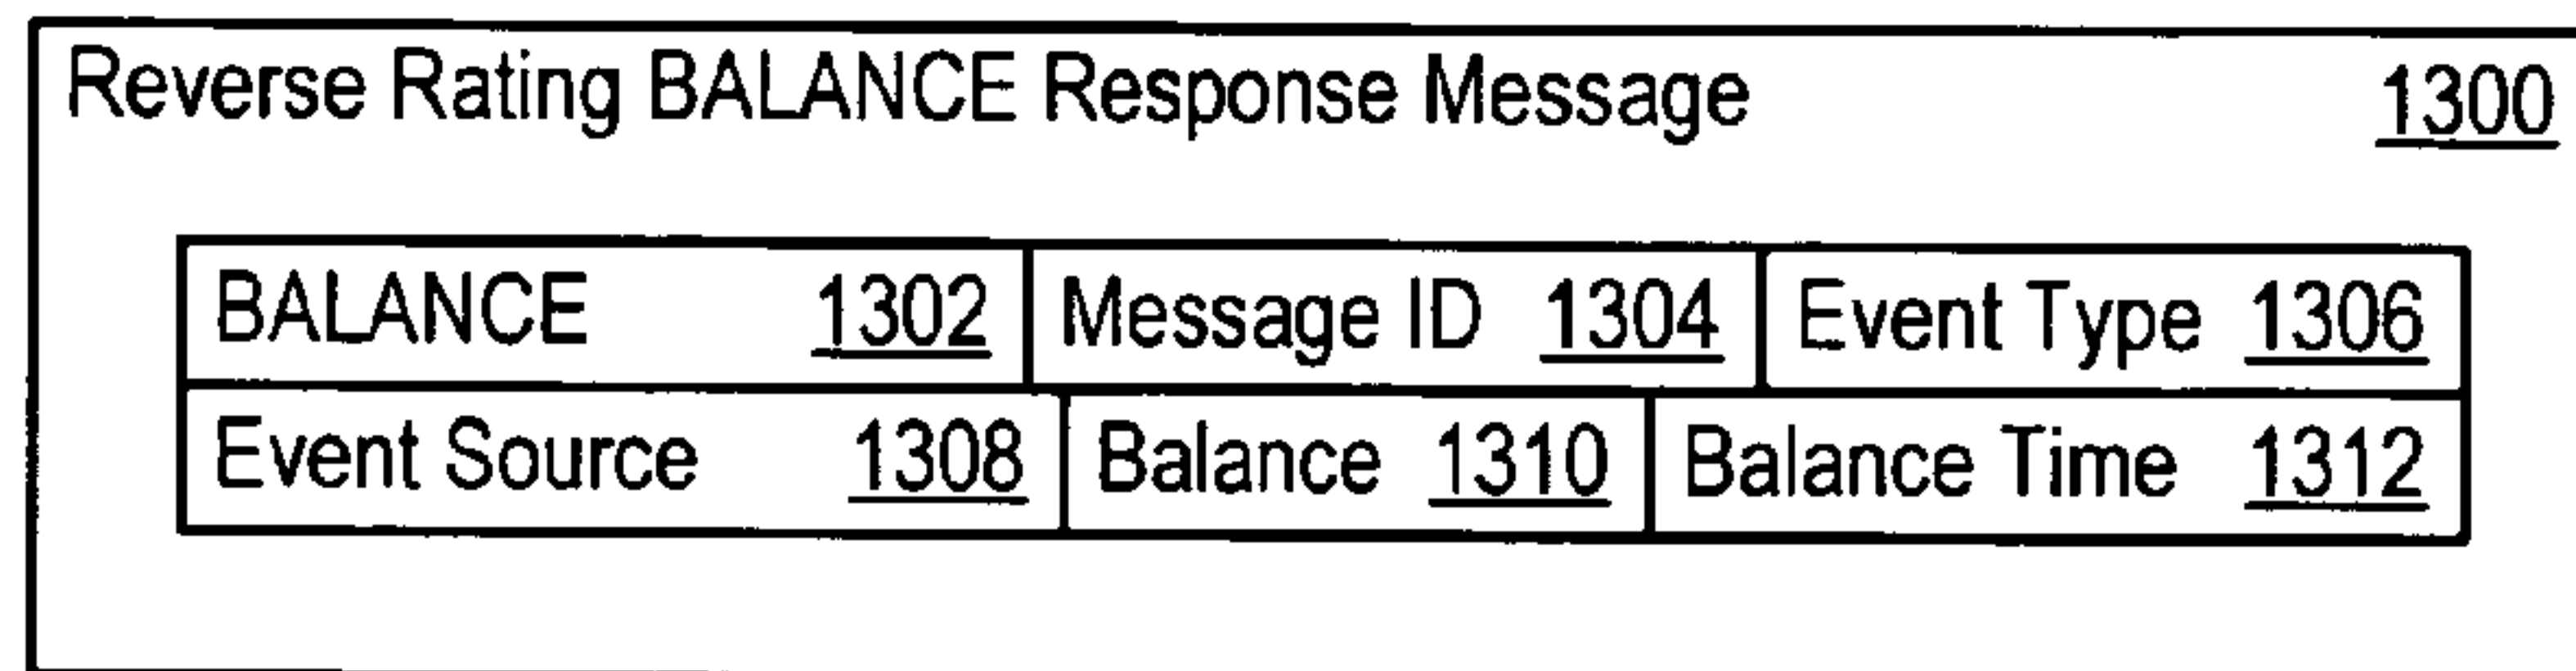 Reverse Rating BALANCE Response Message 1300
BALANCE 1302 Message ID 1304 Event Type 1306
Event Source 1308 Balance 1310 Balance Time 1312